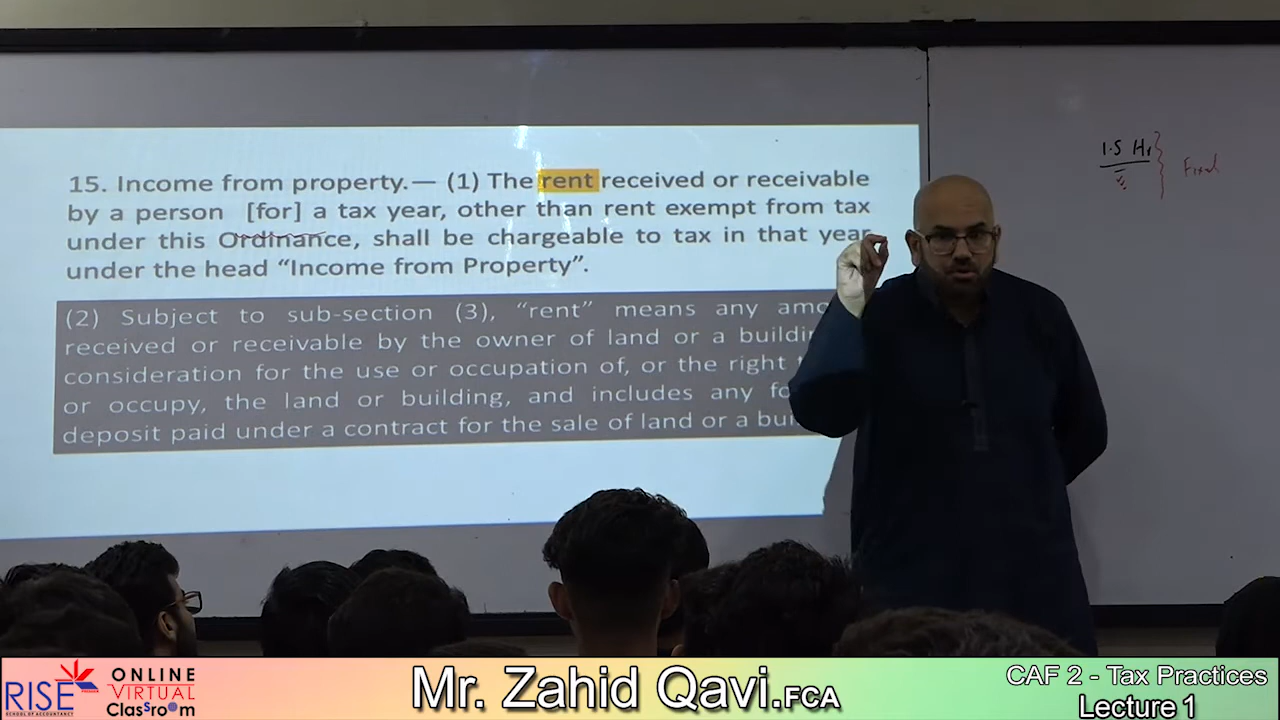 15. Income from property.— (1) The rent received or receivable
by a person [for] a tax year, other than rent exempt from tax
under this Ordinance, shall be chargeable to tax in that year
under the head “Income from Property”.
(2) Subject to sub-section (3), “rent” means any amo
received or receivable by the owner of land or a buildi
consideration for the use or occupation of, or the right
or occupy, the land or building, and includes any fo
deposit paid under a contract for the sale of land or a bui
1.5 Hr
Fixed
RISE
SCHOOL OF ACCOUNTANCY
ONLINE
VIRTUAL
ClassrOOm
Mr. Zahid Qavi.FCA
CAF 2 - Tax Practices
Lecture 1